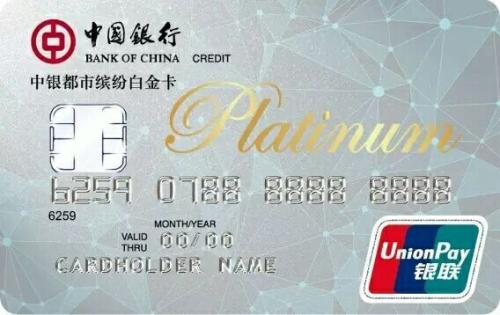 中国银行
BANK OF CHINA CREDIT
中银都市缤纷白金卡
Platinum
6259 0788 8888 8888
6259
MONTH/YEAR
VALID THRU 00/00
CARDHOLDER NAME
UnionPay
银联